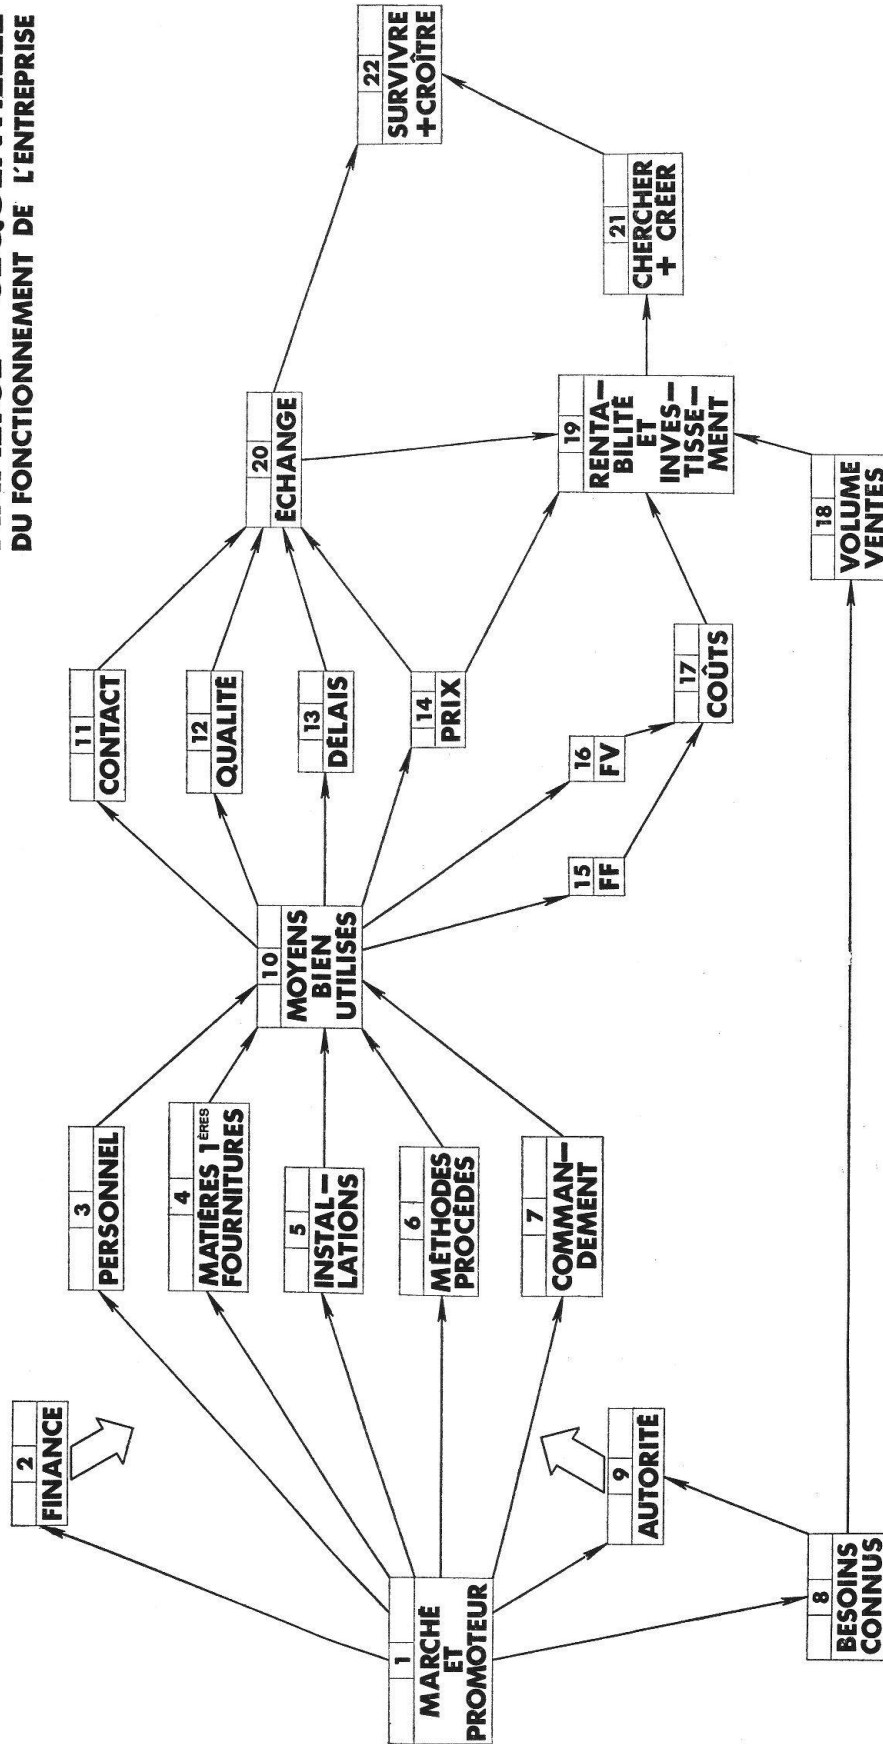 DU FONCTIONNEMENT DE L'ENTREPRISE
1
MARCHÉ
ET
PROMOTEUR
2
FINANCE
3
PERSONNEL
4
MATIÈRES 1ÈRES
FOURNITURES
5
INSTAL—
LATIONS
6
MÉTHODES
PROCÉDÉS
7
COMMAN—
DEMENT
8
BESOINS
CONNUS
9
AUTORITÉ
10
MOYENS
BIEN
UTILISÉS
11
CONTACT
12
QUALITÉ
13
DÉLAIS
14
PRIX
15
FF
16
FV
17
COÛTS
18
VOLUME
VENTES
19
RENTA—
BILITÉ
ET
INVES—
TISSE—
MENT
20
ÉCHANGE
21
CHERCHER
+ CRÉER
22
SURVIVRE
+CROÎTRE